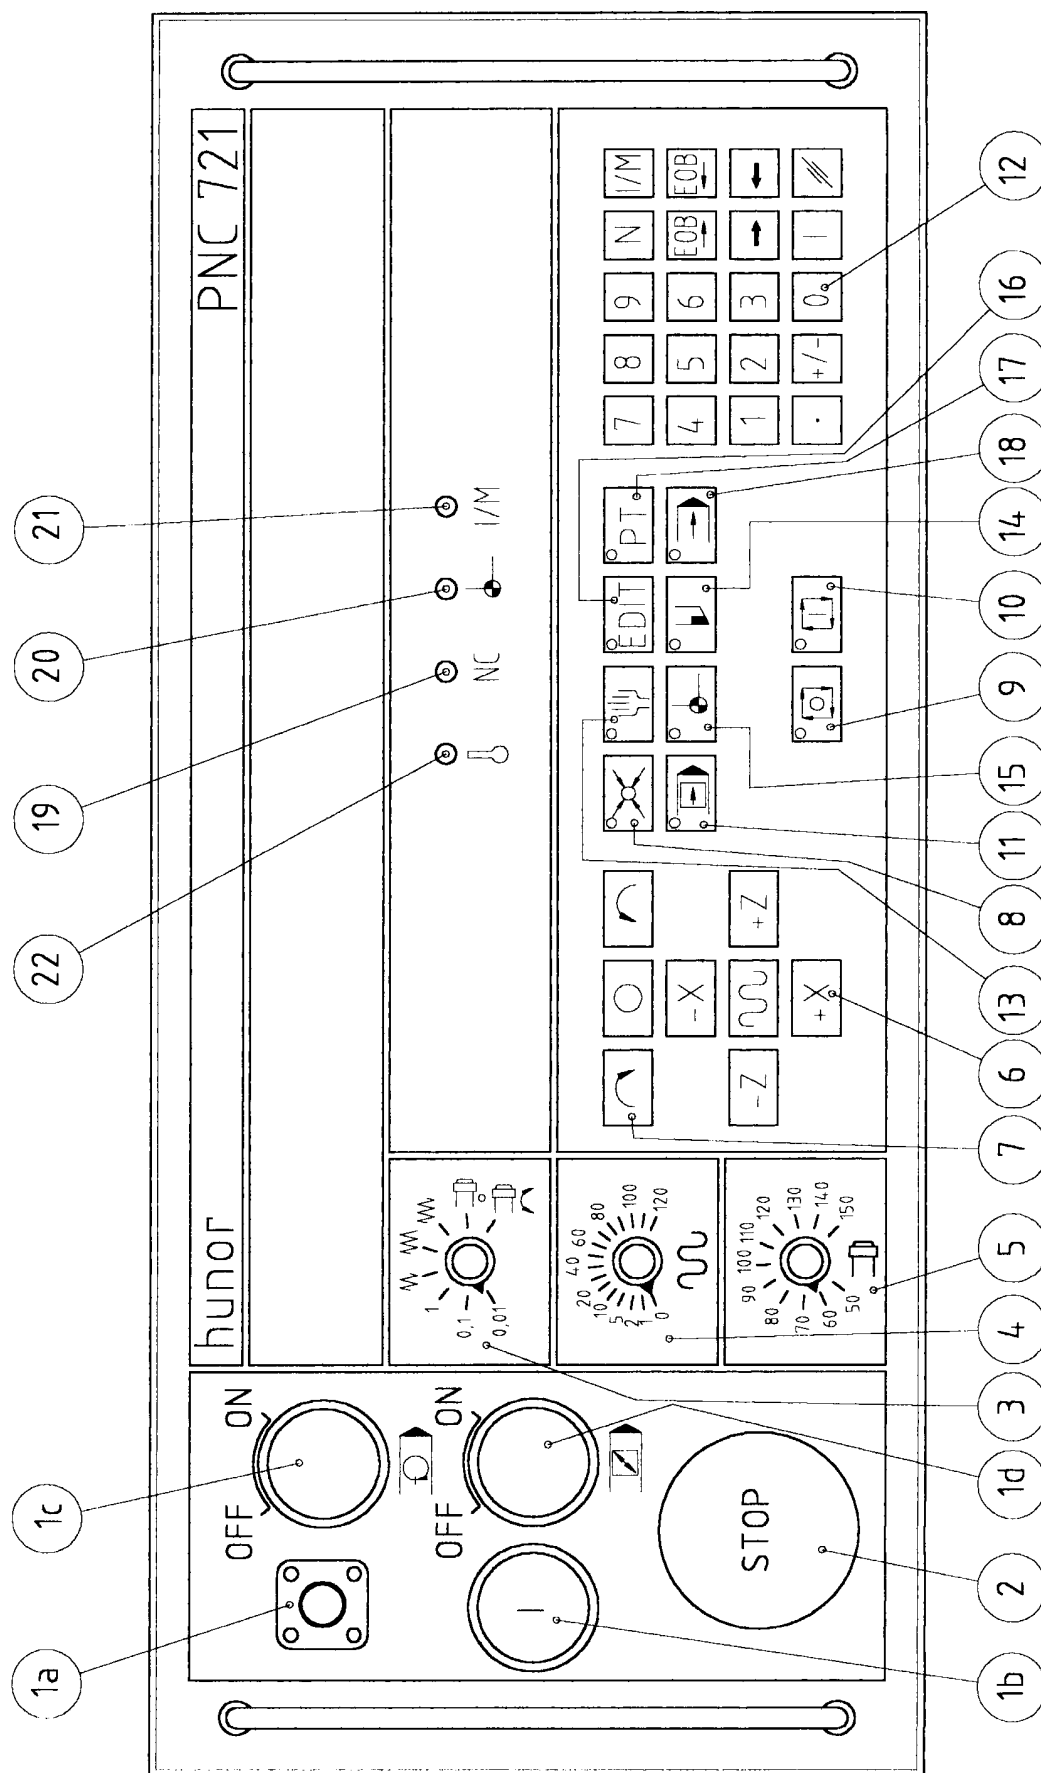 hunor PNC 721
1a
1c
22
19
20
21
OFF ON
OFF ON
I
STOP
0,01
0,1
1
0
1
2
5
10
20
40
60
80
100
120
50
60
70
80
90
100
110
120
130
140
150
NC
I/M
-X
-Z
+Z
+X
EDIT
PT
7 8 9 N I/M
4 5 6 EOB EOB
1 2 3
. +/- 0 |
1b
2
1d
3
4
5
7
6
13
8
11
15
9
10
14
18
17
16
12